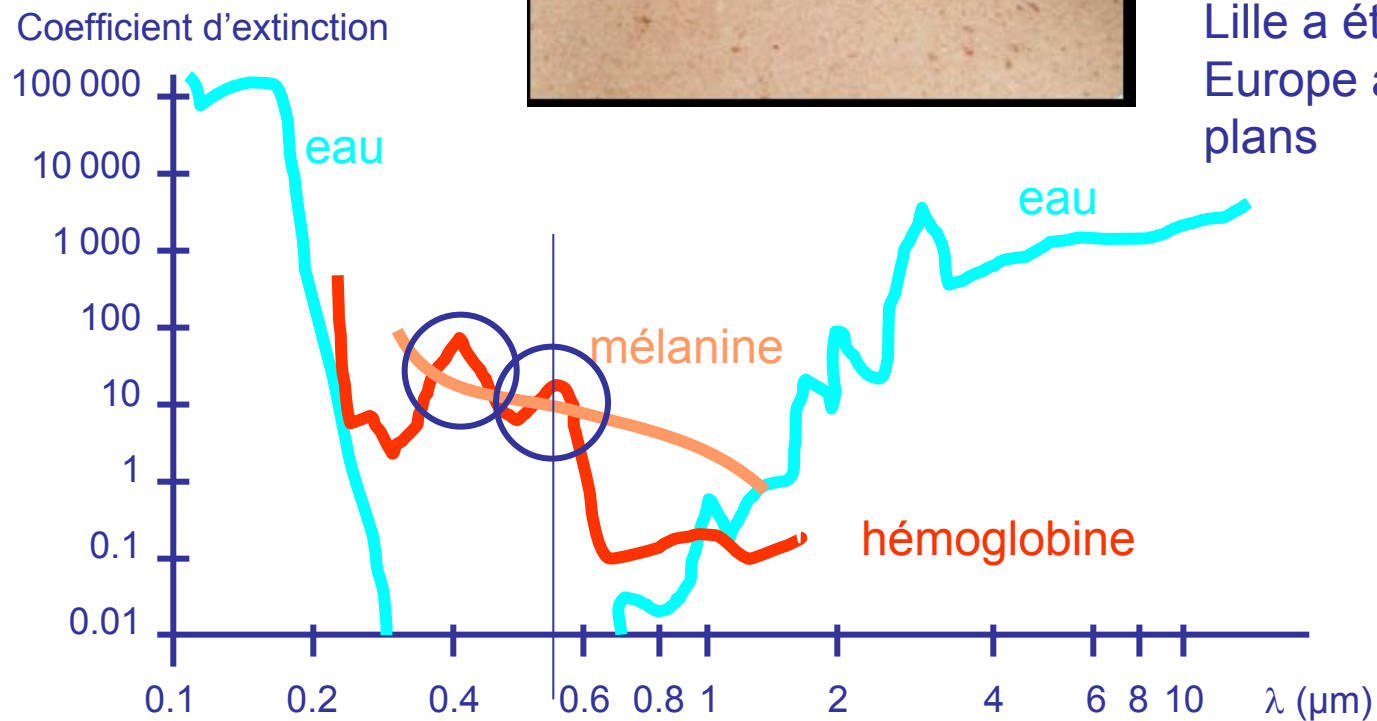 Coefficient d'extinction
Lille a ét
Europe a
plans
100 000
10 000
1 000
100
10
1
0.1
0.01
eau
eau
mélanine
hémoglobine
0.1 0.2 0.4 0.6 0.8 1 2 4 6 8 10 λ (µm)